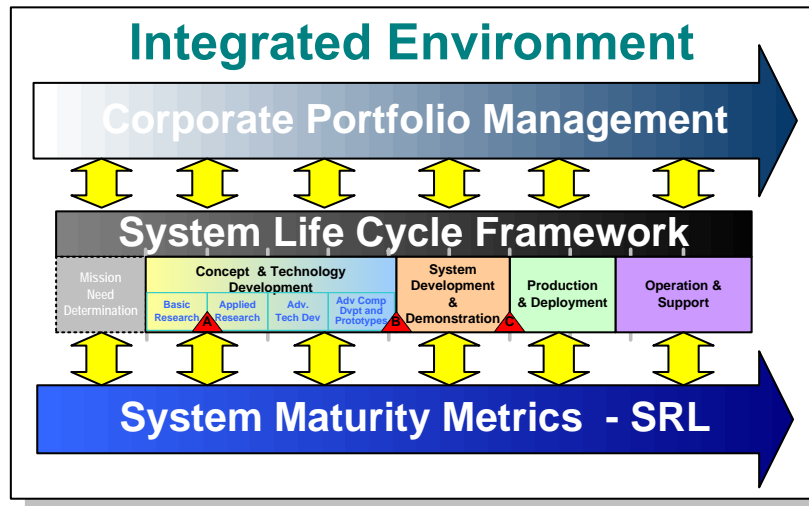 Integrated Environment
Corporate Portfolio Management
System Life Cycle Framework
Mission
Need
Determination
Concept & Technology
Development
Basic
Research
Applied
Research
Adv.
Tech Dev
Adv Comp
Dvpt and
Prototypes
System
Development
&
Demonstration
Production
& Deployment
Operation &
Support
A
B
C
System Maturity Metrics - SRL